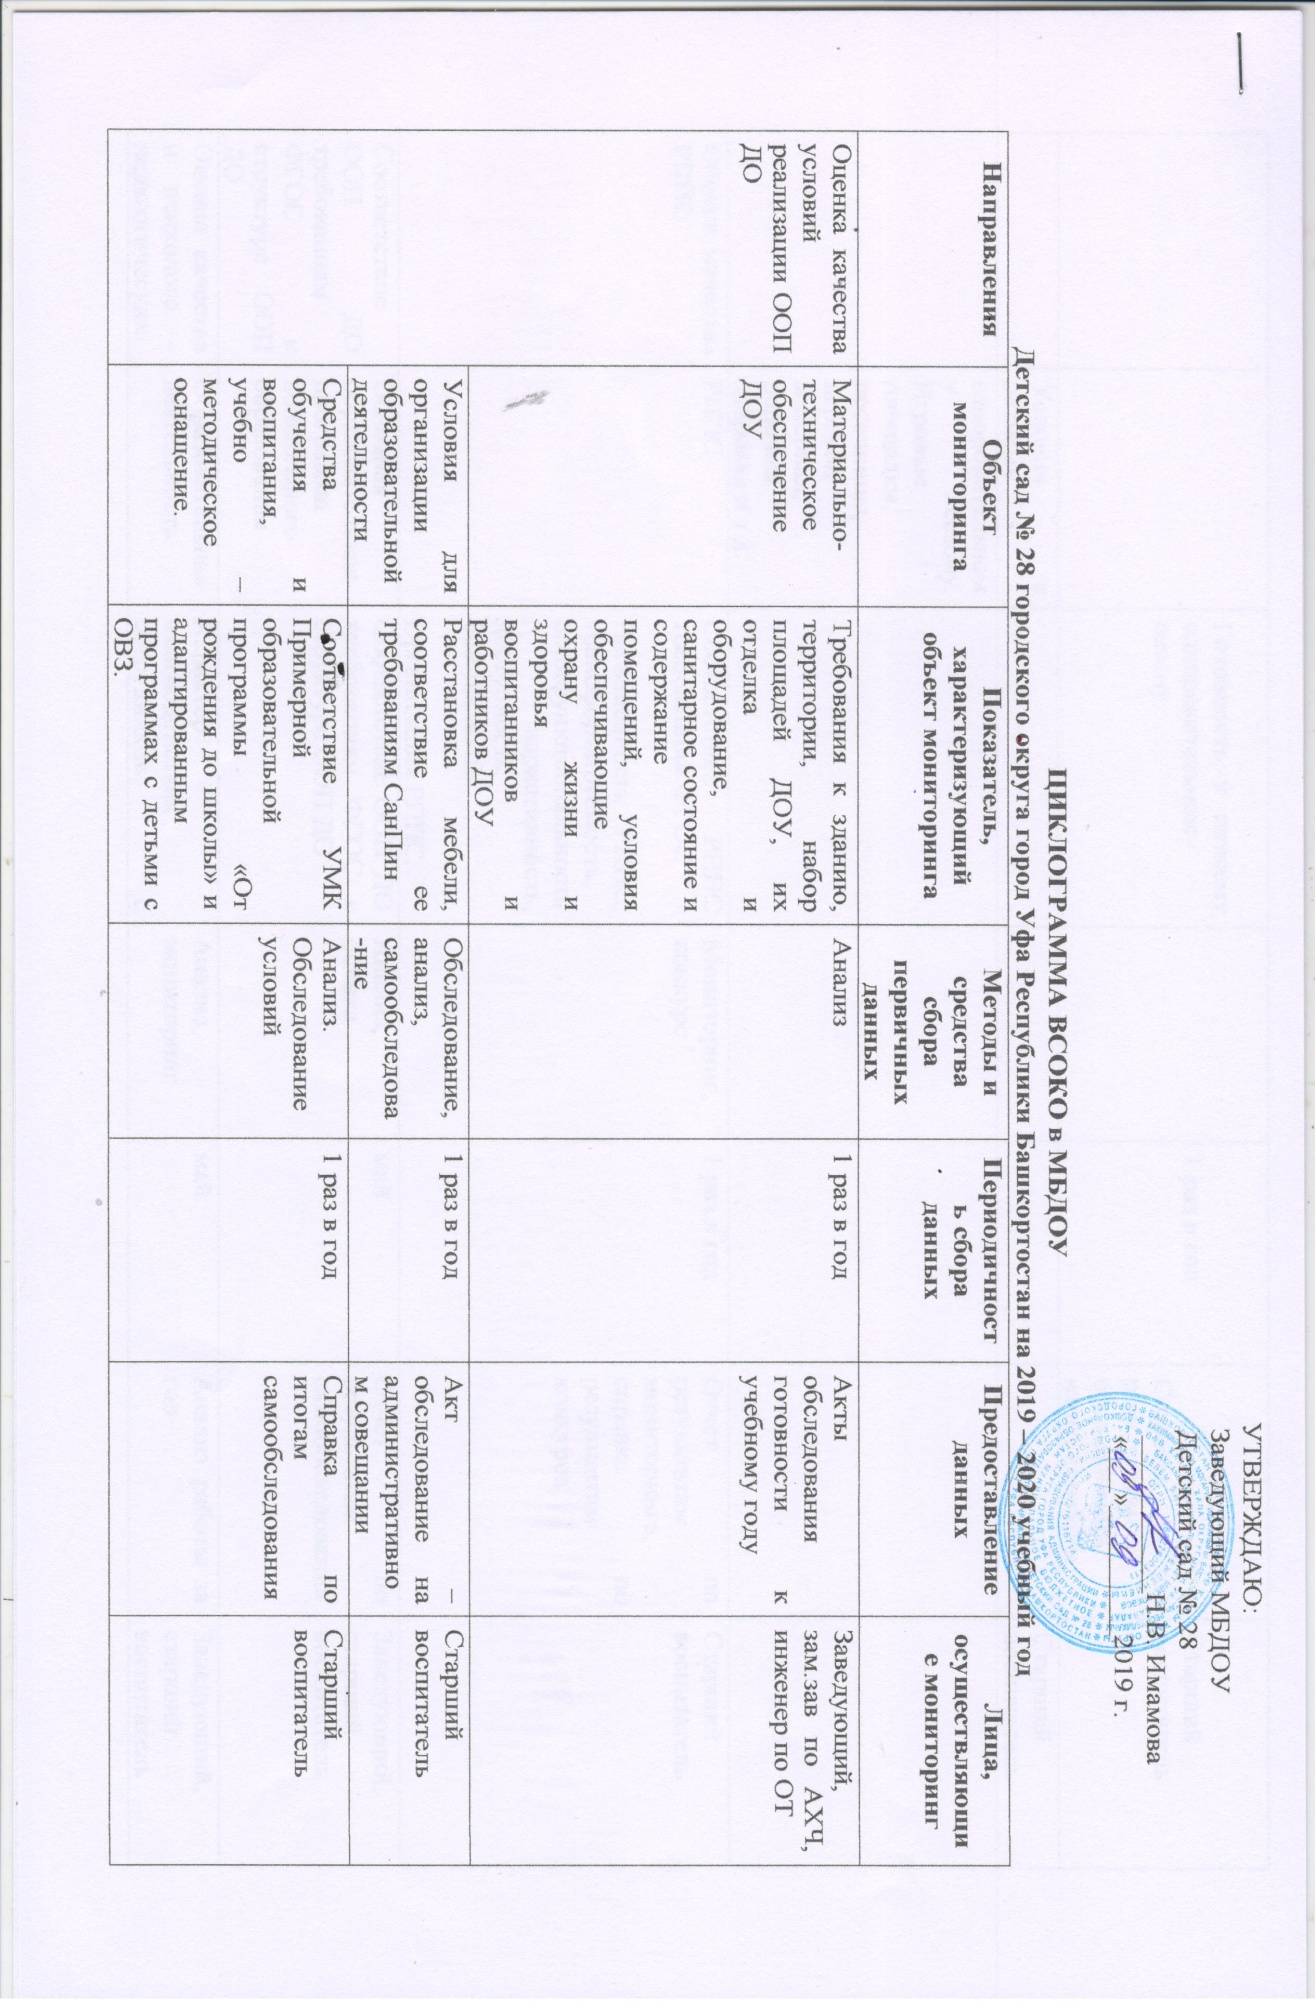 УТВЕРЖДАЮ:
Заведующий МБДОУ
Детский сад № 28
Н.В. Имамова
« » 09 2019 г.
ЦИКЛОГРАММА ВСОКО в МБДОУ
Детский сад № 28 городского округа город Уфа Республики Башкортостан на 2019 – 2020 учебный год
Направления
Объект
мониторинга
Показатель,
характеризующий
объект мониторинга
Методы и
средства
сбора
первичных
данных
Периодичност
ь сбора
данных
Предоставление
данных
Лица,
осуществляющи
е мониторинг
Оценка качества
условий
реализации ООП
ДО
Материально-
техническое
обеспечение
ДОУ
Требования к зданию,
территории, набор
площадей ДОУ, их
отделка и
оборудование,
санитарное состояние и
содержание
помещений, условия
обеспечивающие
охрану жизни и
здоровья
воспитанников и
работников ДОУ
Анализ
1 раз в год
Акты
обследования
готовности к
учебному году
Заведующий,
зам.зав по АХЧ,
инженер по ОТ
Условия для
организации
образовательной
деятельности
Расстановка мебели,
соответствие ее
требованиям СанПин
Обследование,
анализ,
самообследова
-ние
1 раз в год
Акт –
обследование на
административно
м совещании
Старший
воспитатель
Средства
обучения и
воспитания,
учебно –
методическое
оснащение.
Соответствие УМК
Примерной
образовательной
программы «От
рождения до школы» и
адаптированным
программах с детьми с
ОВЗ.
Анализ.
Обследование
условий
1 раз в год
Справка по
итогам
самообследования
Старший
воспитатель